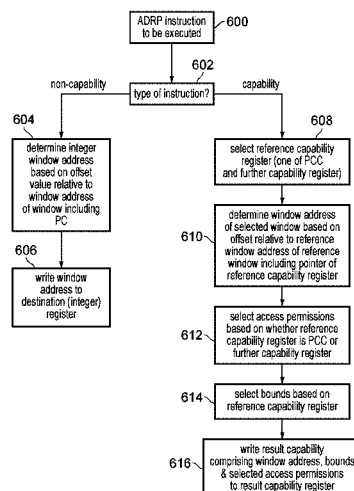 ADRP instruction
to be executed
600
602
non-capability
type of instruction?
capability
604
determine integer
window address
based on offset
value relative to
window address
of window including
PC
606
write window
address to
destination (integer)
register
608
select reference capability
register (one of PCC
and further capability
register)
610
determine window address
of selected window based on
offset relative to reference
window address of reference
window including pointer of
reference capability register
612
select access permissions
based on whether reference
capability register is PCC or
further capability register
614
select bounds based on
reference capability register
616
write result capability
comprising window address, bounds
& selected access permissions
to result capability register